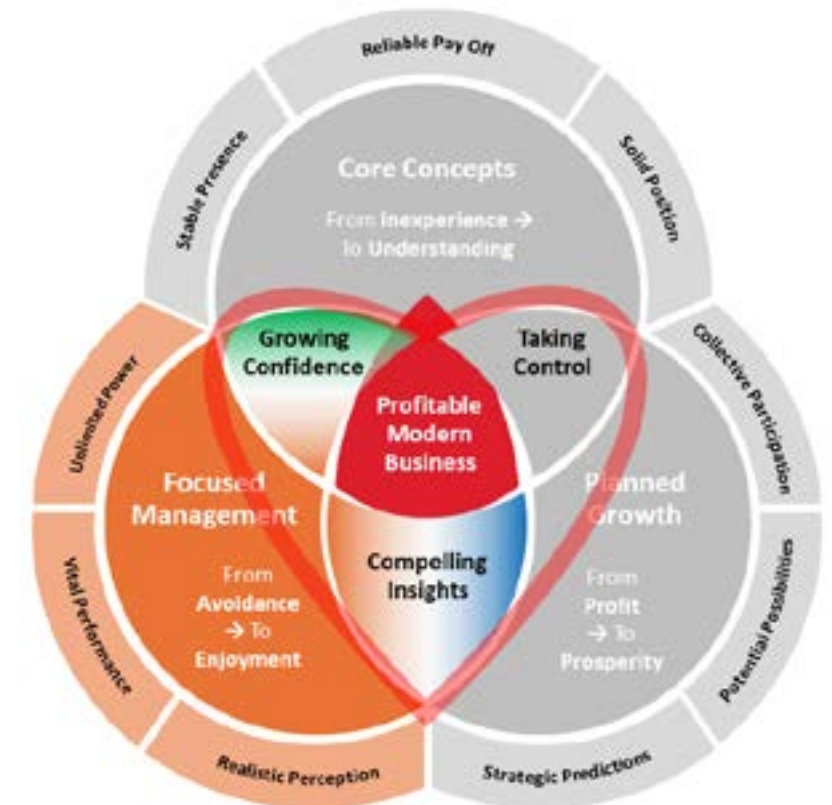 Reliable Pay Off
Stable Presence
Solid Position
Core Concepts
From Inexperience →
To Understanding
Growing
Confidence
Taking
Control
Profitable
Modern
Business
Unlimited Power
Collective Participation
Focused
Management
Planned
Growth
Compelling
Insights
From
Avoidance
→ To
Enjoyment
From
Profit
→ To
Prosperity
Vital Performance
Potential Possibilities
Realistic Perception
Strategic Predictions